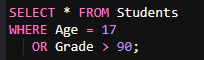 SELECT * FROM Students
WHERE Age = 17
   OR Grade > 90;